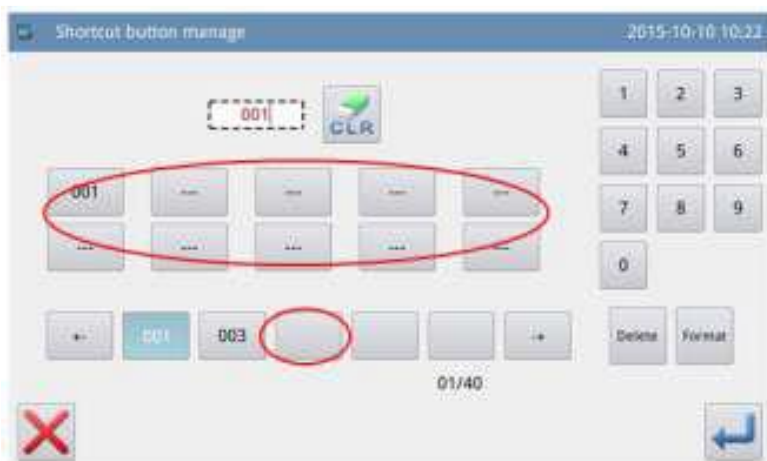 Shortcut button manage 2015-10-10 10:22
001 CLR
1 2 3
4 5 6
7 8 9
0
001 --- --- --- ---
--- --- --- --- ---
← 001 003 →
Delete Format
01/40